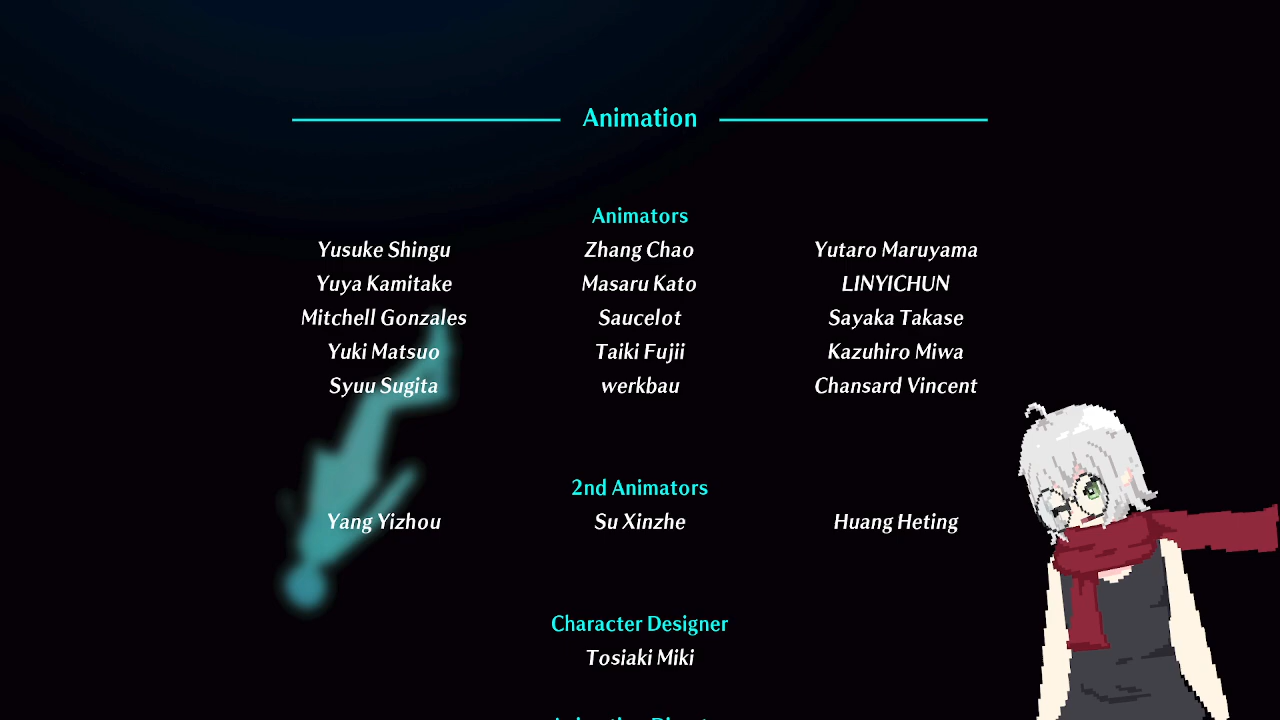 Animation
Animators
Yusuke Shingu Zhang Chao Yutaro Maruyama
Yuya Kamitake Masaru Kato LINYICHUN
Mitchell Gonzales Saucelot Sayaka Takase
Yuki Matsuo Taiki Fujii Kazuhiro Miwa
Syuu Sugita werkbau Chansard Vincent
2nd Animators
Yang Yizhou Su Xinzhe Huang Heting
Character Designer
Tosiaki Miki